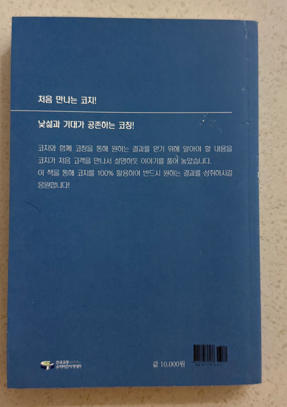 처음 만나는 코치!
낯섦과 기대가 공존하는 코칭!
코치와 함께 코칭을 통해 원하는 결과를 얻기 위해 알아야 할 내용을
코치가 처음 고객을 만나서 설명하듯 이야기를 풀어 놓았습니다.
이 책을 통해 코치를 100% 활용하여 반드시 원하는 결과를 성취하시길
응원합니다!
값 10,000원